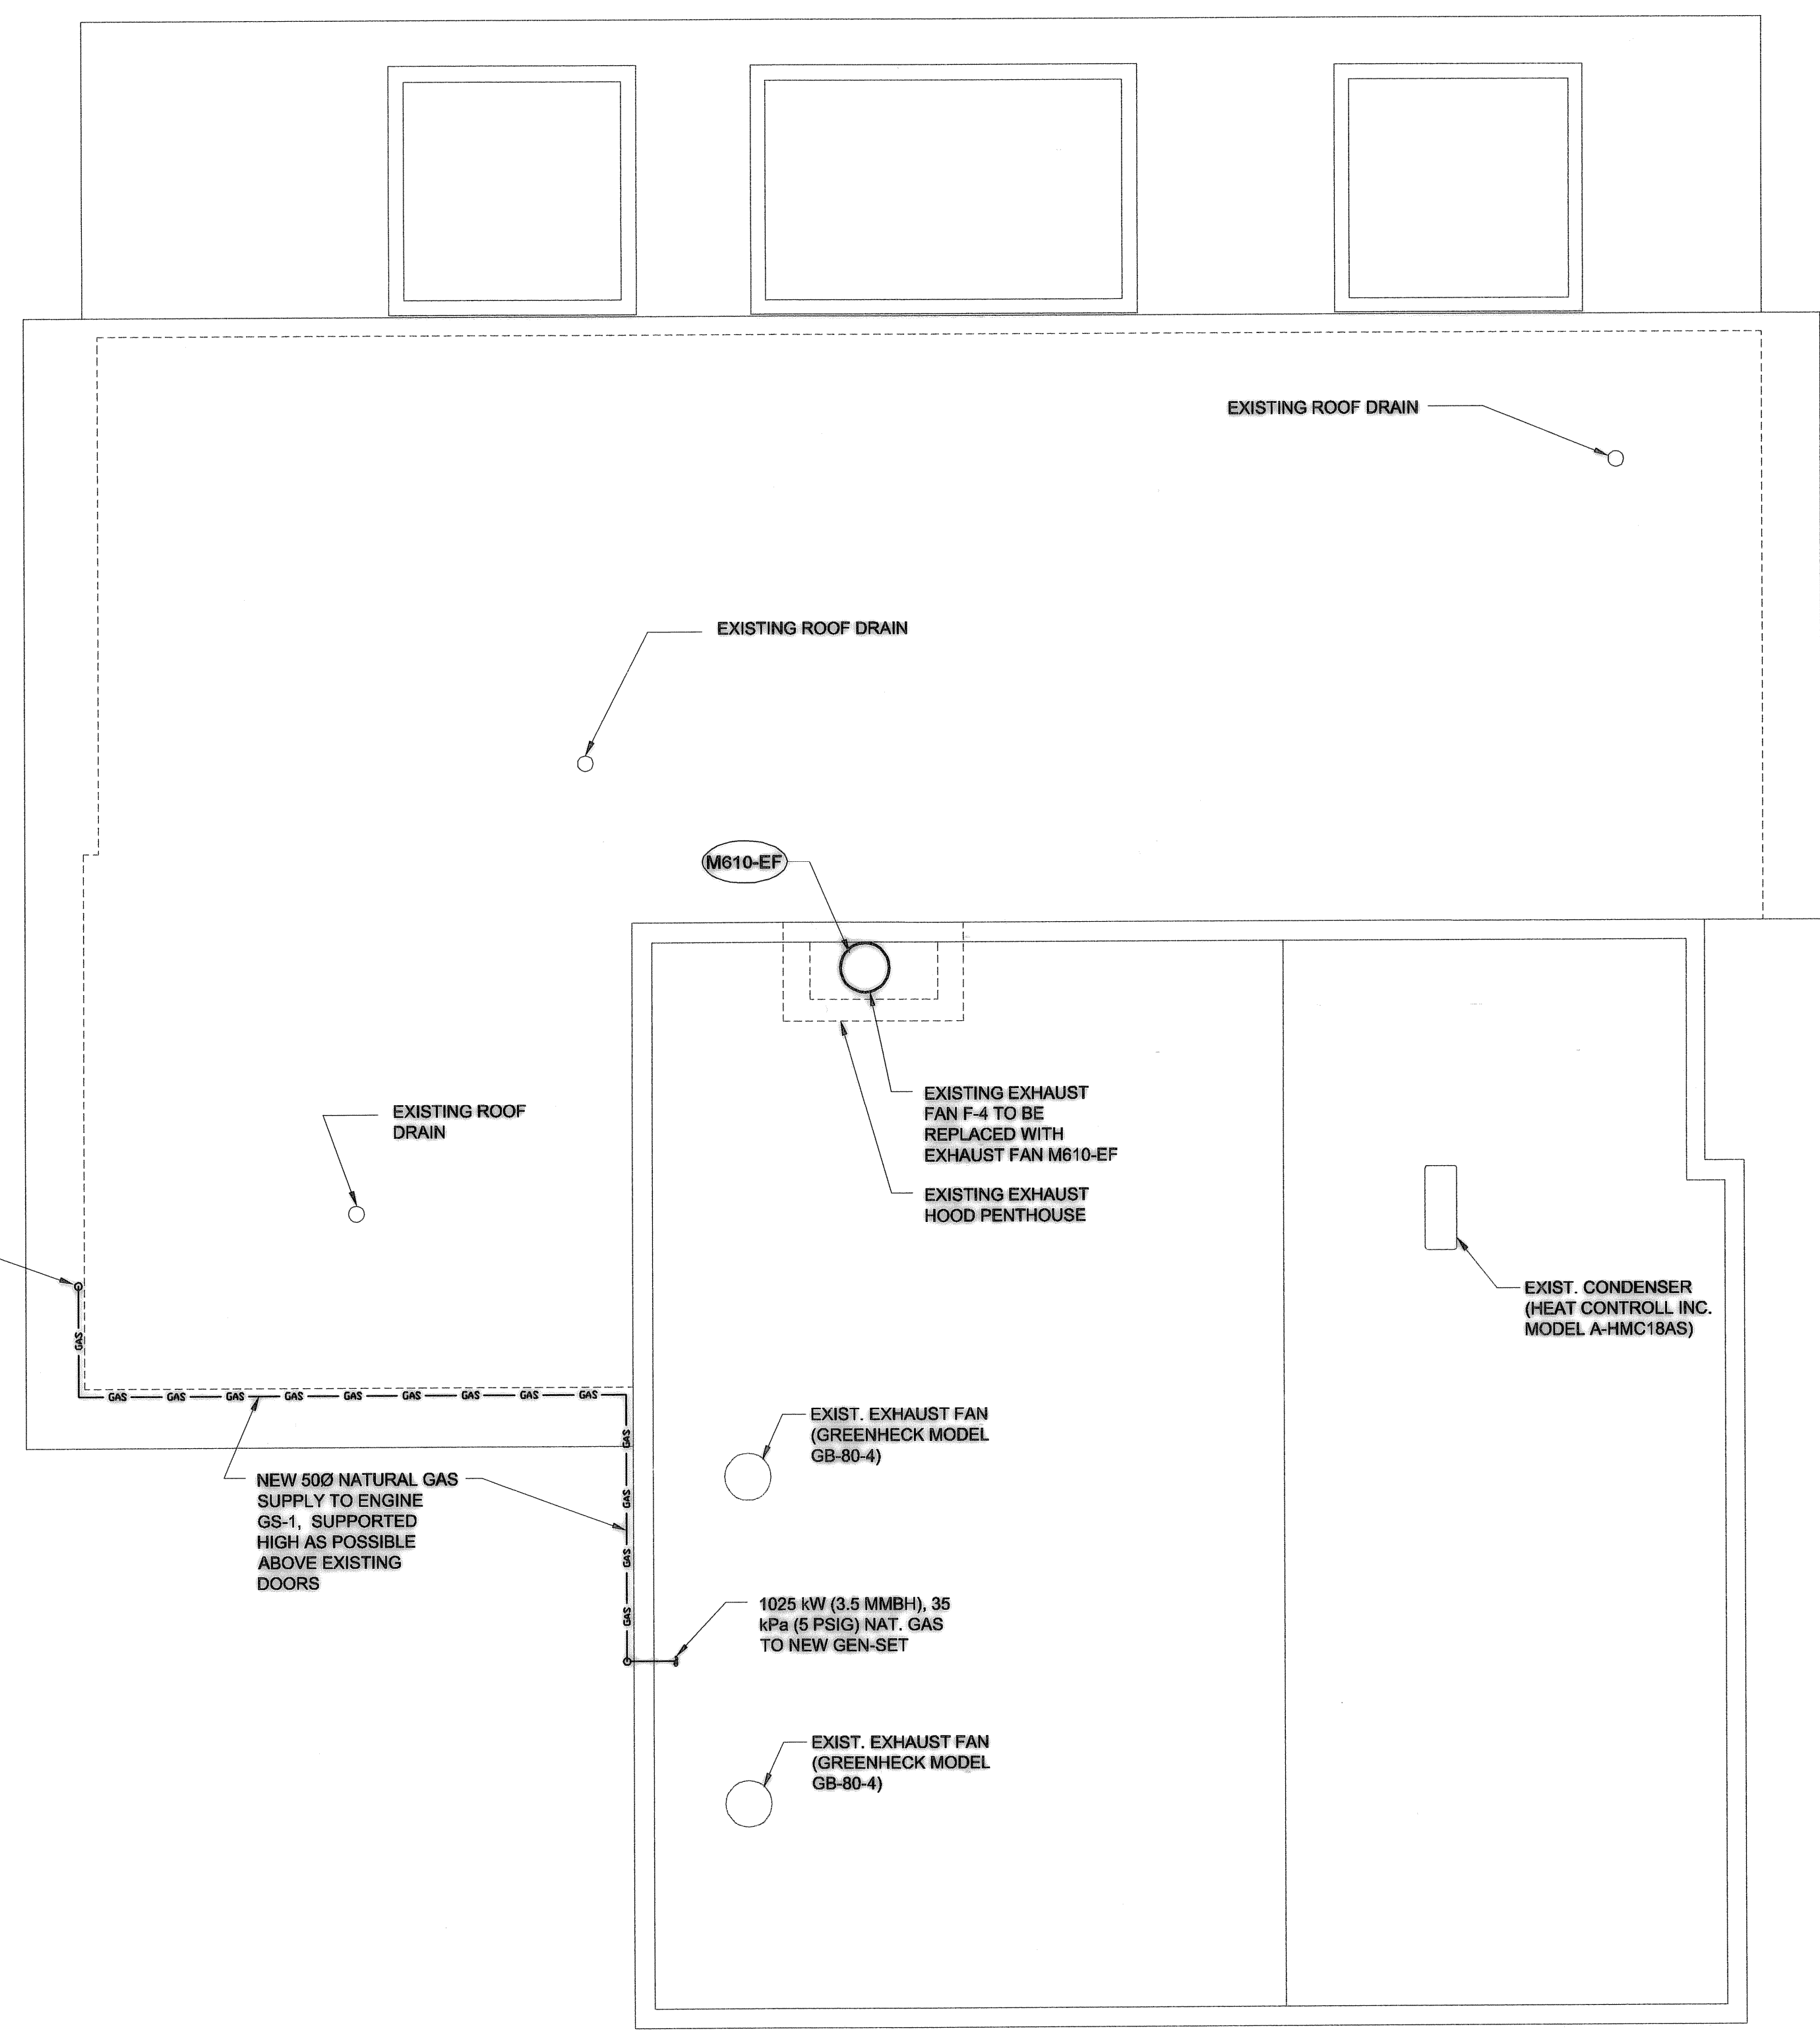 EXISTING ROOF DRAIN
EXISTING ROOF DRAIN
M610-EF
EXISTING EXHAUST
FAN F-4 TO BE
REPLACED WITH
EXHAUST FAN M610-EF
EXISTING EXHAUST
HOOD PENTHOUSE
EXISTING ROOF
DRAIN
EXIST. CONDENSER
(HEAT CONTROLL INC.
MODEL A-HMC18AS)
GAS
GAS GAS GAS GAS GAS GAS GAS GAS GAS
GAS
GAS
GAS
GAS
EXIST. EXHAUST FAN
(GREENHECK MODEL
GB-80-4)
NEW 50Ø NATURAL GAS
SUPPLY TO ENGINE
GS-1, SUPPORTED
HIGH AS POSSIBLE
ABOVE EXISTING
DOORS
1025 kW (3.5 MMBH), 35
kPa (5 PSIG) NAT. GAS
TO NEW GEN-SET
EXIST. EXHAUST FAN
(GREENHECK MODEL
GB-80-4)